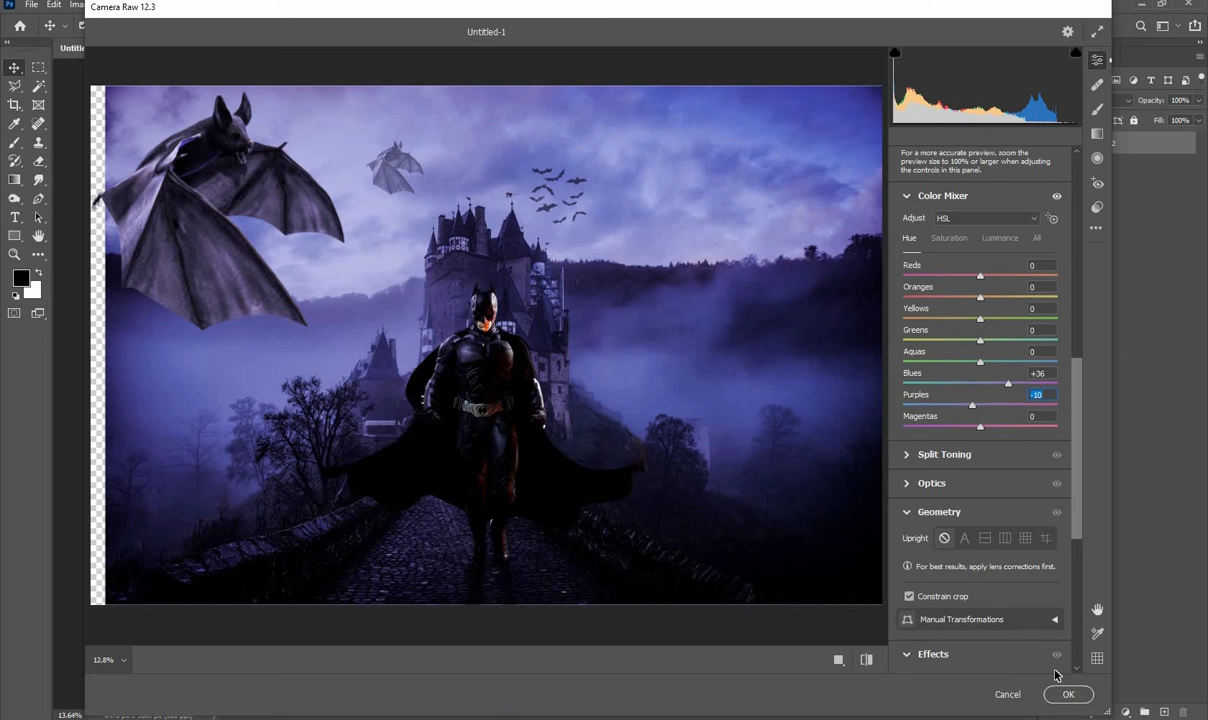 Camera Raw 12.3
File
Edit
Untitled-1
Opacity: 100%
Fill: 100%
For a more accurate preview, zoom the
preview size to 100% or larger when adjusting
the controls in this panel.
Color Mixer
Adjust HSL
Hue Saturation Luminance All
Reds 0
Oranges 0
Yellows 0
Greens 0
Aquas 0
Blues +36
Purples -10
Magentas 0
Split Toning
Optics
Geometry
Upright A
For best results, apply lens corrections first.
Constrain crop
Manual Transformations
Effects
12.8%
Cancel OK
13.64%